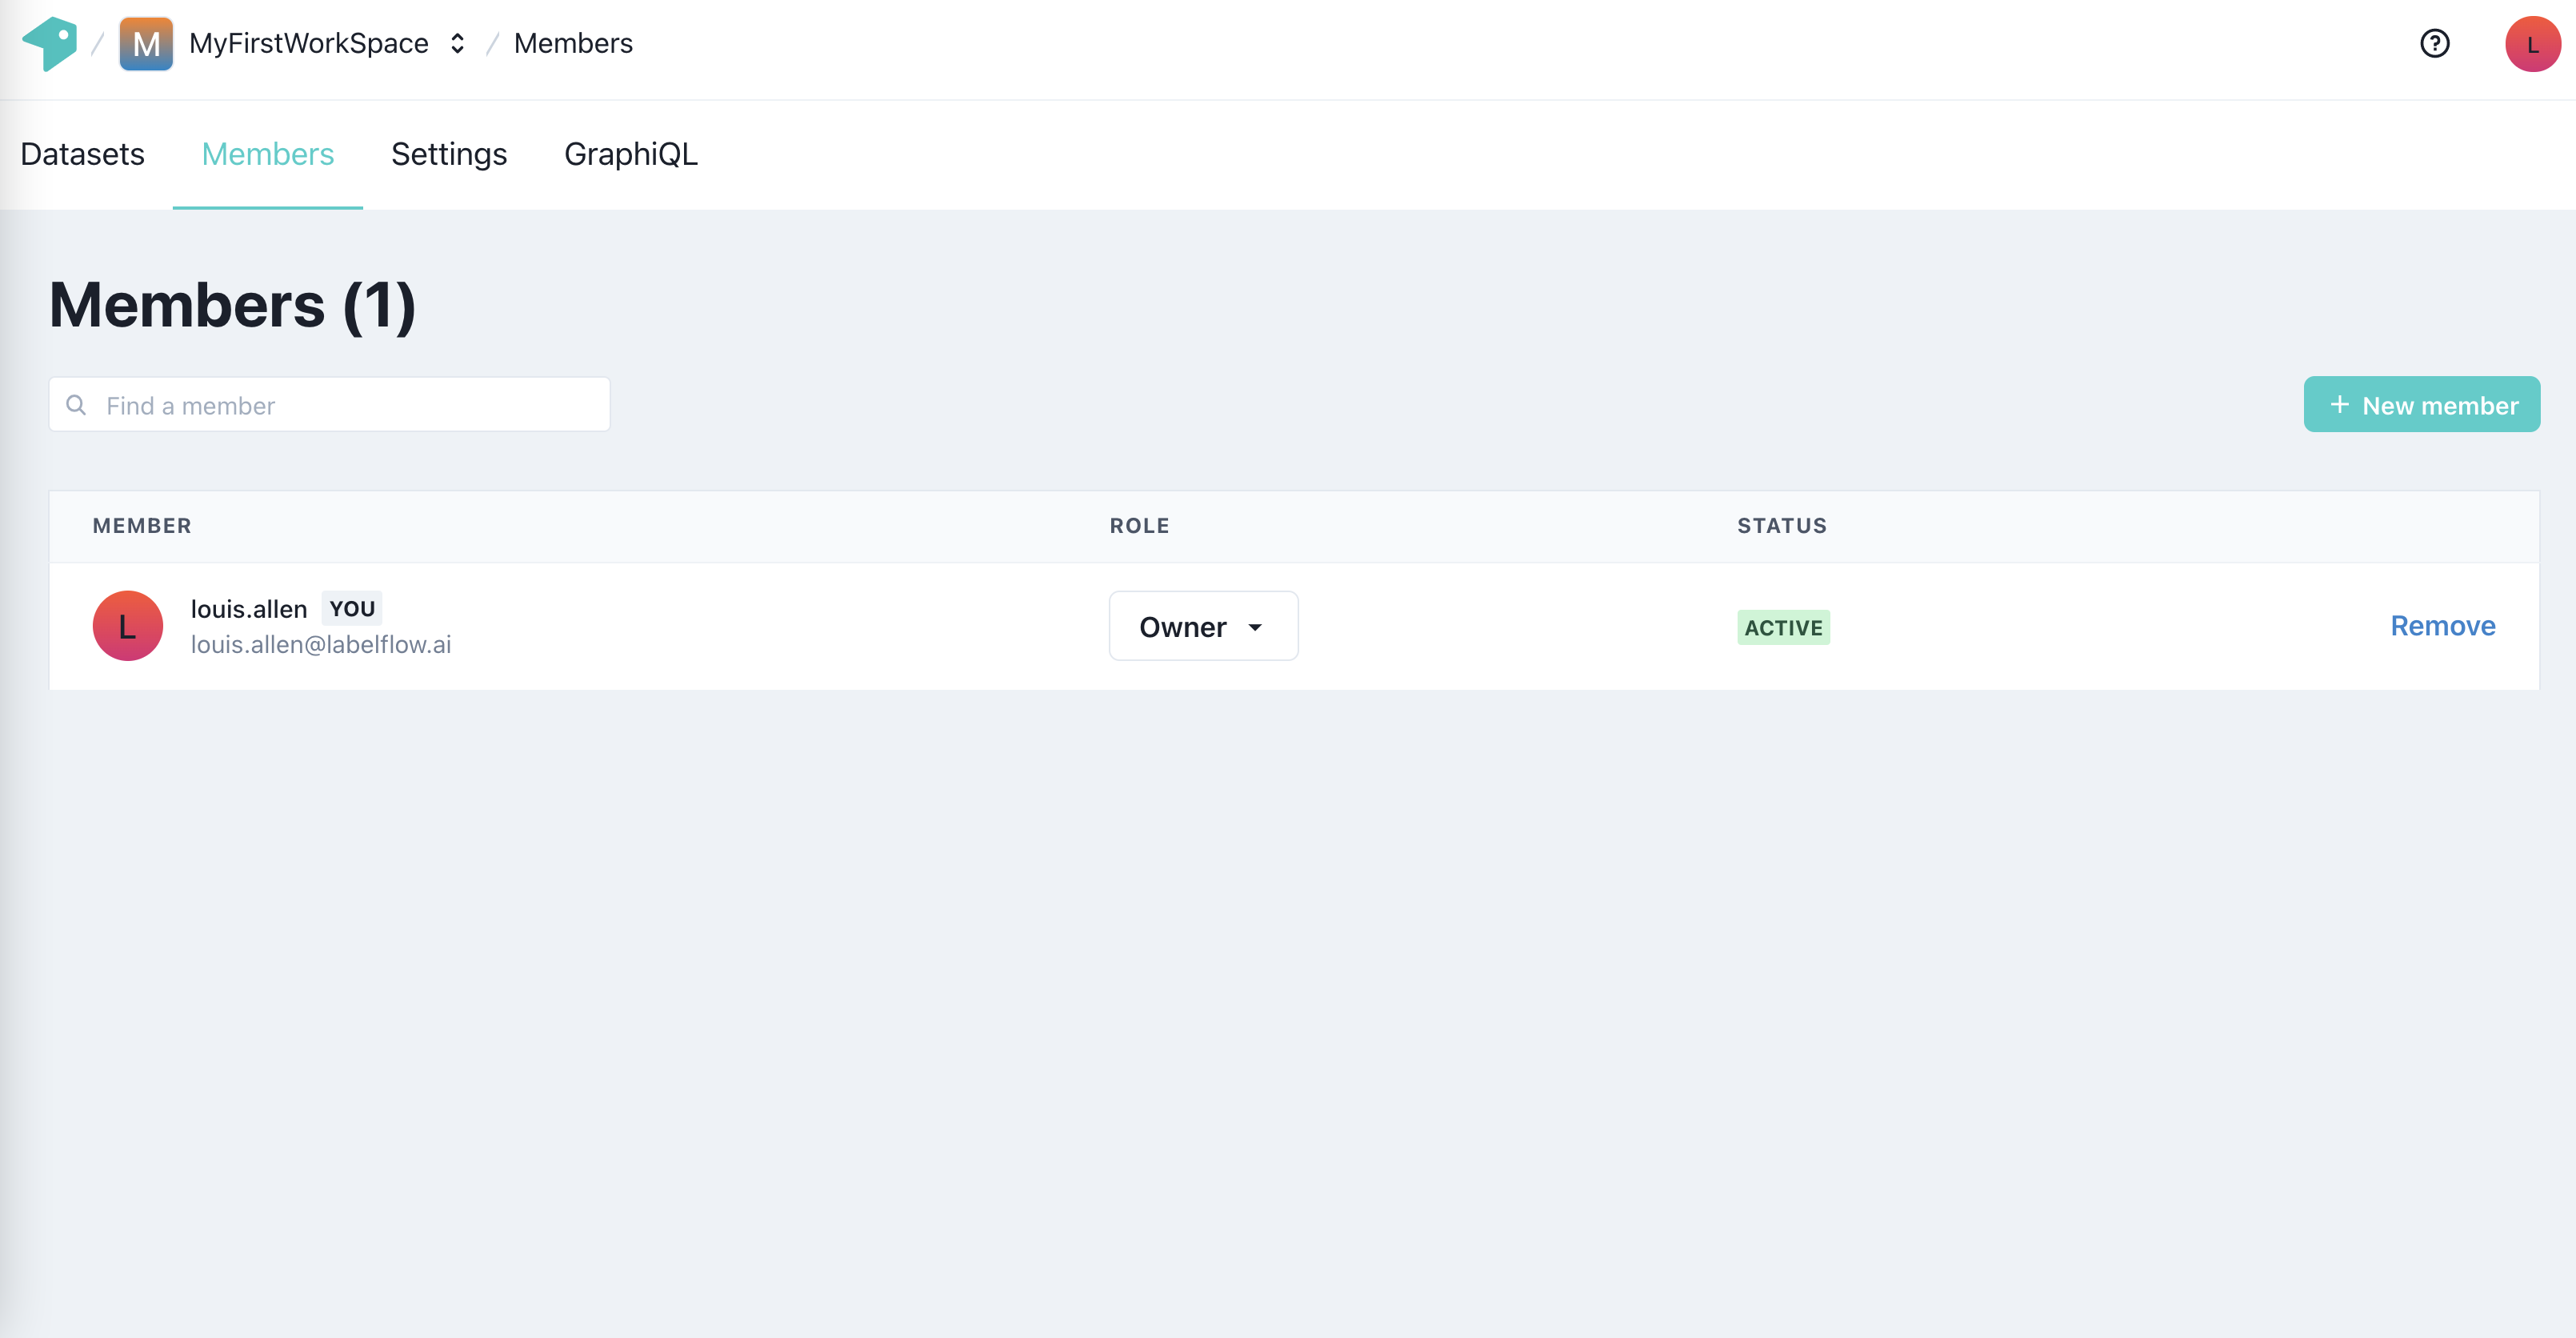 / M MyFirstWorkSpace / Members
L
Datasets Members Settings GraphiQL
Members (1)
Find a member
+ New member
MEMBER ROLE STATUS
L louis.allen YOU
louis.allen@labelflow.ai
Owner ACTIVE Remove